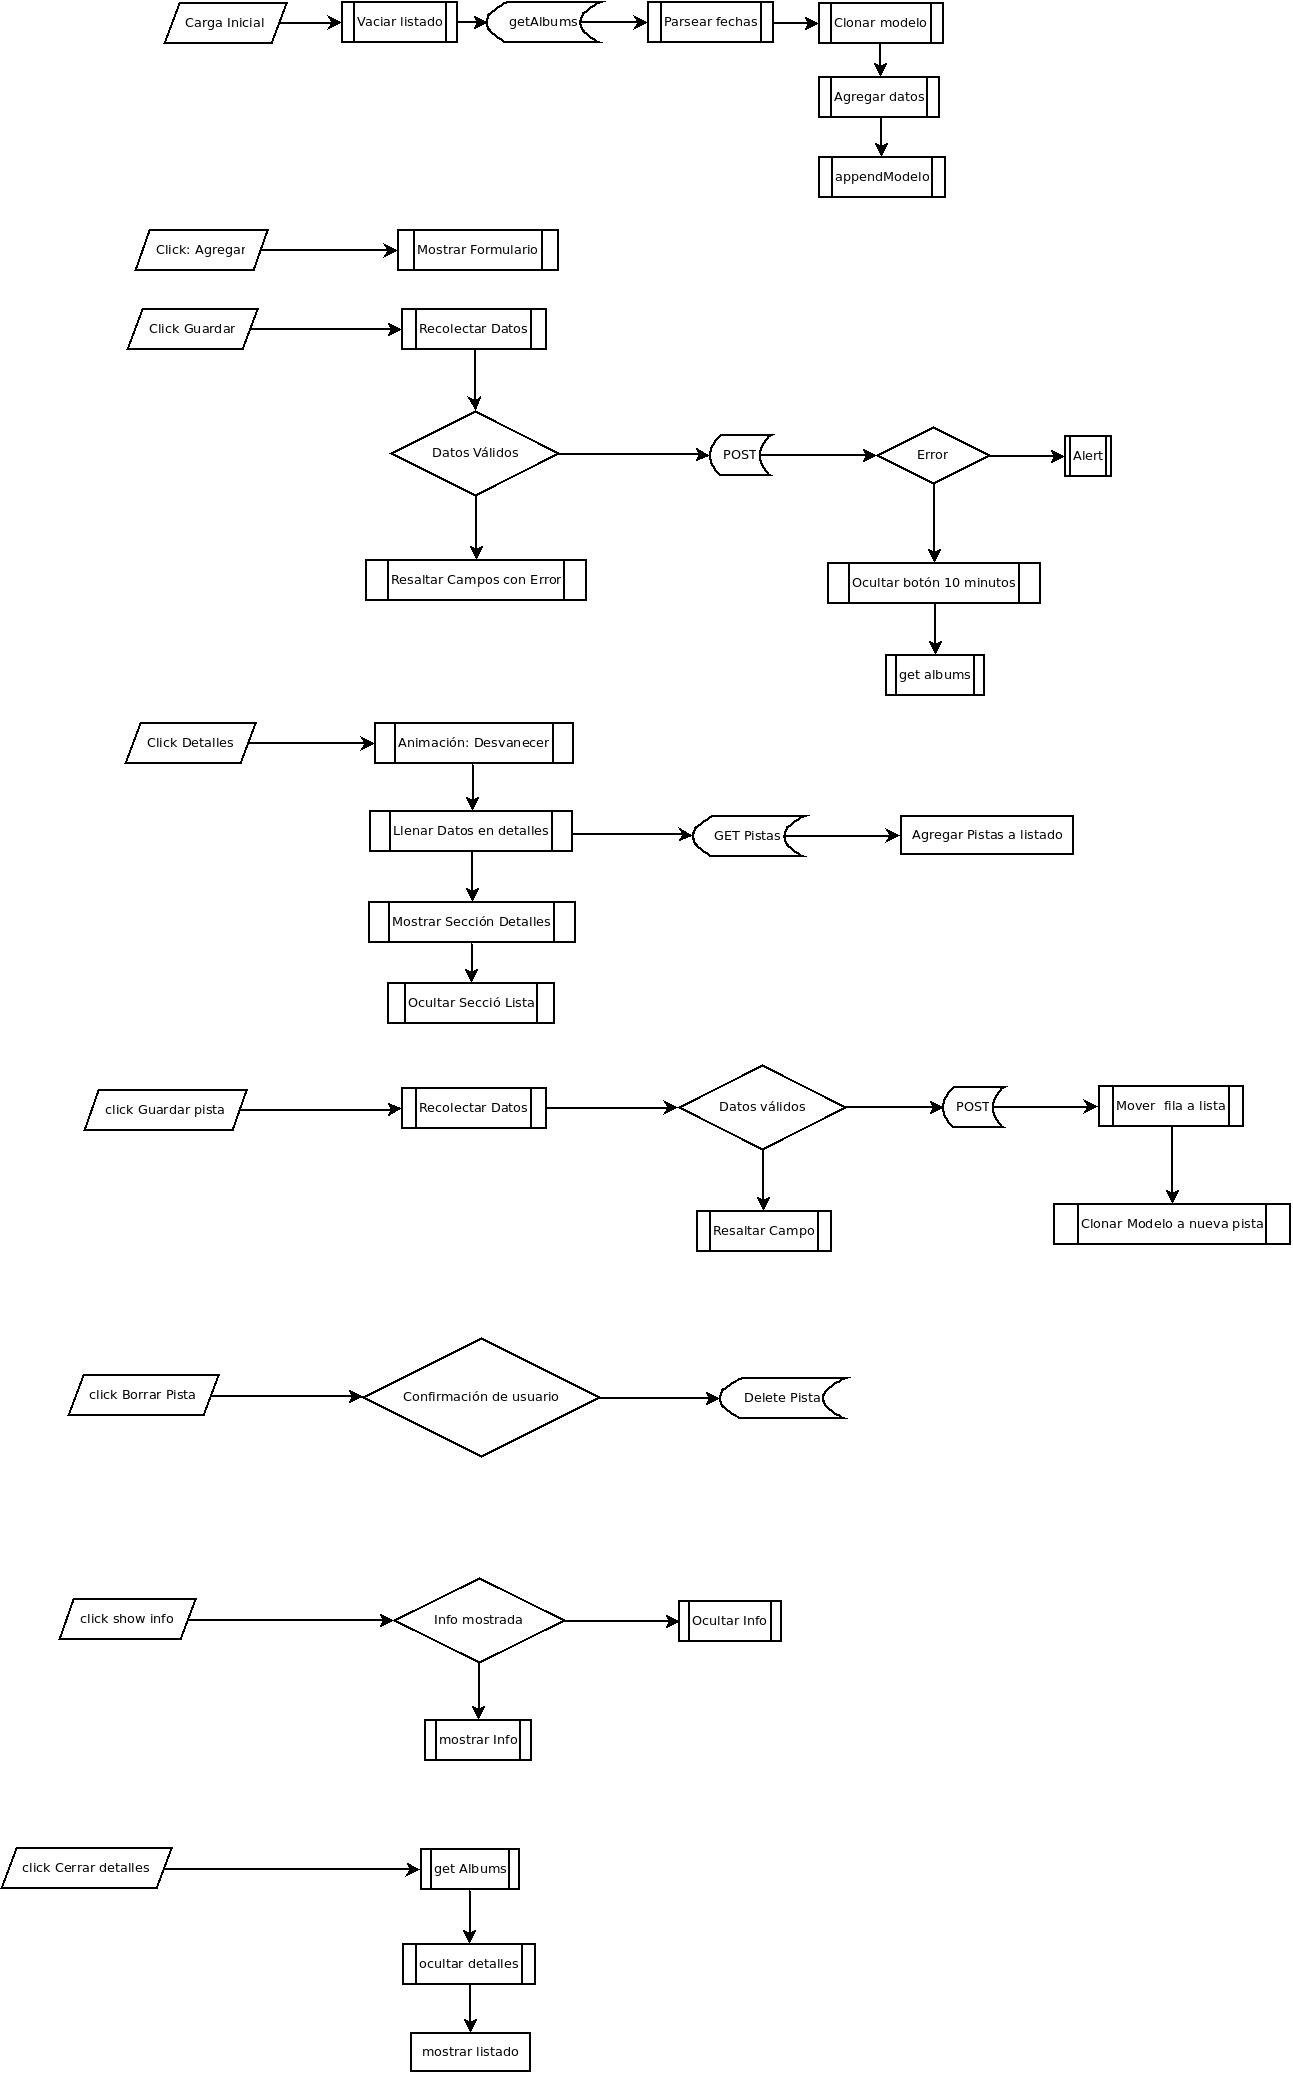 Carga Inicial
Vaciar listado
getAlbums
Parsear fechas
Clonar modelo
Agregar datos
appendModelo
Click: Agregar
Mostrar Formulario
Click Guardar
Recolectar Datos
Datos Válidos
POST
Error
Alert
Resaltar Campos con Error
Ocultar botón 10 minutos
get albums
Click Detalles
Animación: Desvanecer
Llenar Datos en detalles
GET Pistas
Agregar Pistas a listado
Mostrar Sección Detalles
Ocultar Secció Lista
click Guardar pista
Recolectar Datos
Datos válidos
POST
Mover  fila a lista
Resaltar Campo
Clonar Modelo a nueva pista
click Borrar Pista
Confirmación de usuario
Delete Pista
click show info
Info mostrada
Ocultar Info
mostrar Info
click Cerrar detalles
get Albums
ocultar detalles
mostrar listado